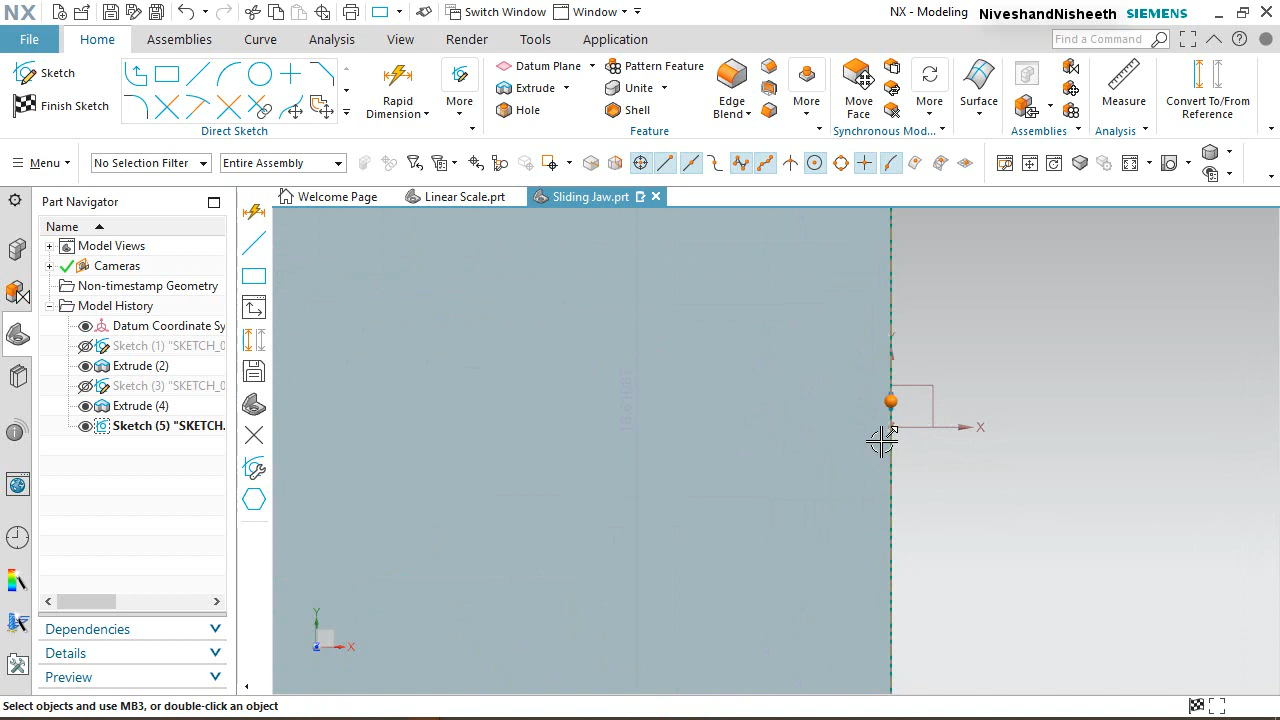 NX Switch Window Window NX - Modeling NiveshandNisheeth SIEMENS
File Home Assemblies Curve Analysis View Render Tools Application Find a Command
Sketch
Finish Sketch
Direct Sketch
Rapid
Dimension
More
Datum Plane Pattern Feature
Extrude Unite
Hole Shell
Edge
Blend
More
Feature
Move
Face
More
Synchronous Mod...
Surface
Assemblies
Measure
Analysis
Convert To/From
Reference
Menu No Selection Filter Entire Assembly
Part Navigator
Welcome Page Linear Scale.prt Sliding Jaw.prt
Name
Model Views
Cameras
Non-timestamp Geometry
Model History
Datum Coordinate Sy
Sketch (1) "SKETCH_0
Extrude (2)
Sketch (3) "SKETCH_0
Extrude (4)
Sketch (5) "SKETCH.
X
Y
X
Dependencies
Details
Preview
Select objects and use MB3, or double-click an object